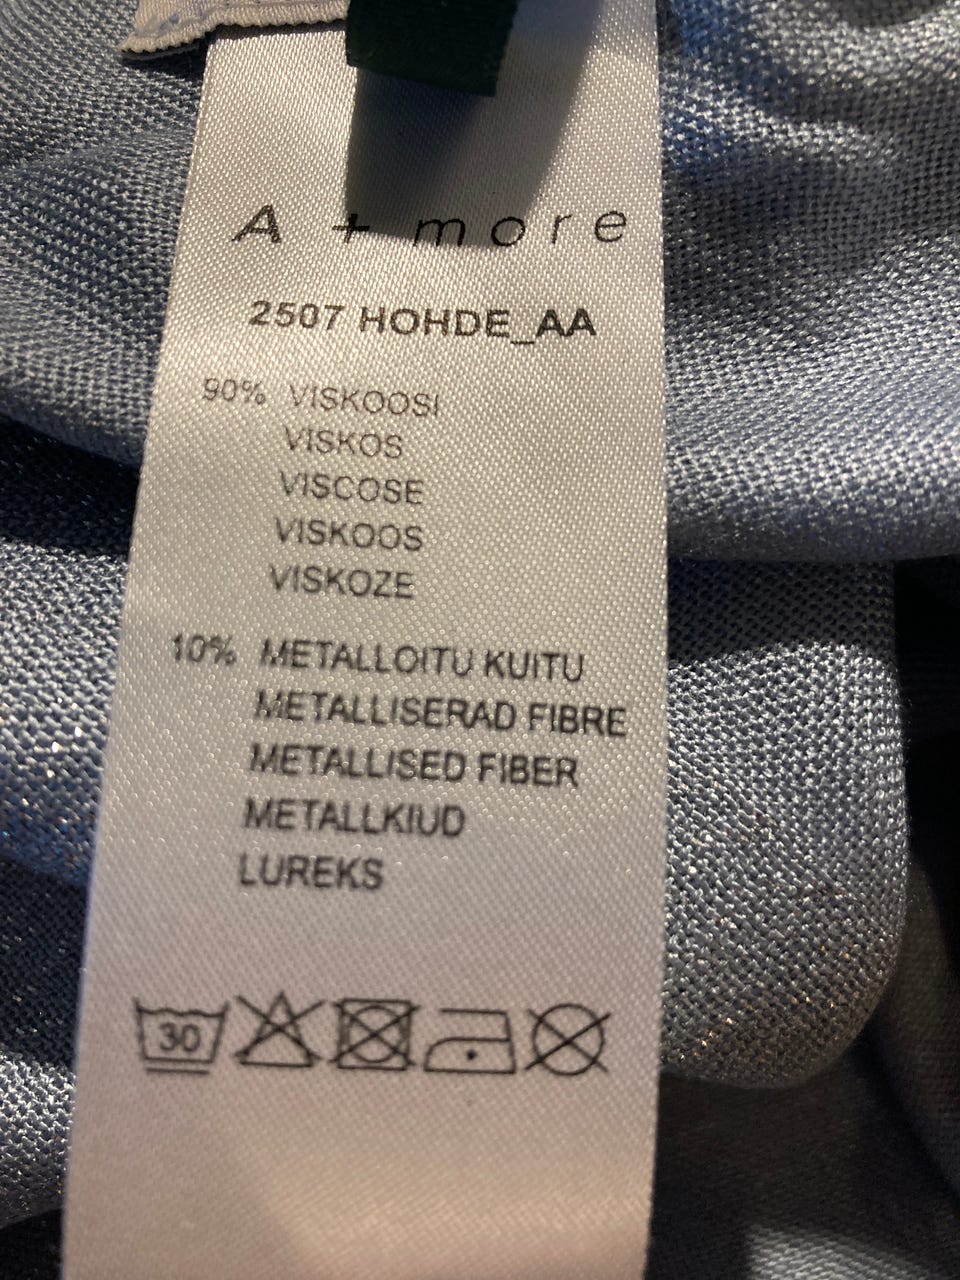 A + more
2507 HOHDE_AA
90% VISKOOSI
VISKOS
VISCOSE
VISKOOS
VISKOZE
10% METALLOITU KUITU
METALLISERAD FIBRE
METALLISED FIBER
METALLKIUD
LUREKS
30